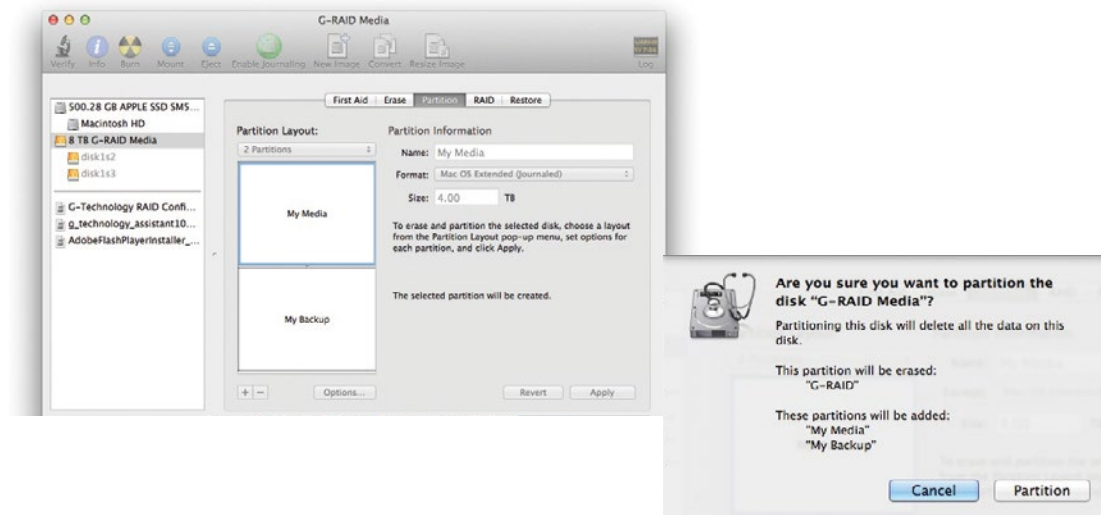 G-RAID Media
Verify Info Burn Mount Eject Enable Journaling New Image Convert Resize Image Log
First Aid Erase Partition RAID Restore
500.28 GB APPLE SSD SM5...
Macintosh HD
8 TB G-RAID Media
disk1s2
disk1s3
G-Technology RAID Confi...
g_technology_assistant10...
AdobeFlashPlayerInstaller_...
Partition Layout:
2 Partitions
My Media
My Backup
+ −
Options...
Partition Information
Name: My Media
Format: Mac OS Extended (Journaled)
Size: 4.00 TB
To erase and partition the selected disk, choose a layout
from the Partition Layout pop-up menu, set options for
each partition, and click Apply.
The selected partition will be created.
Revert Apply
Are you sure you want to partition the
disk “G-RAID Media”?
Partitioning this disk will delete all the data on this
disk.
This partition will be erased:
"G-RAID"
These partitions will be added:
"My Media"
"My Backup"
Cancel Partition